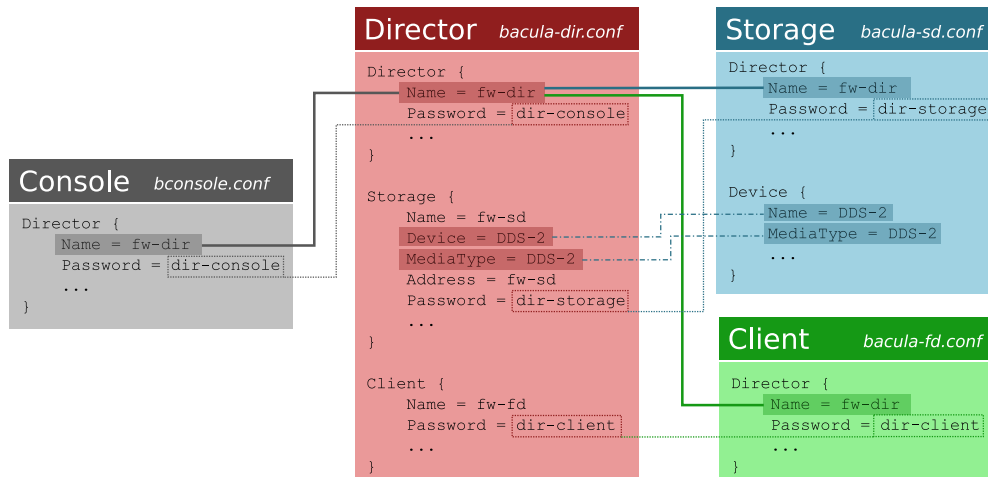 Console bconsole.conf
Director {
Name = fw-dir
Password = dir-console
...
}
Director bacula-dir.conf
Director {
Name = fw-dir
Password = dir-console
...
}
Storage {
Name = fw-sd
Device = DDS-2
MediaType = DDS-2
Address = fw-sd
Password = dir-storage
...
}
Client {
Name = fw-fd
Password = dir-client
...
}
Storage bacula-sd.conf
Director {
Name = fw-dir
Password = dir-storage
...
}
Device {
Name = DDS-2
MediaType = DDS-2
...
}
Client bacula-fd.conf
Director {
Name = fw-dir
Password = dir-client
...
}